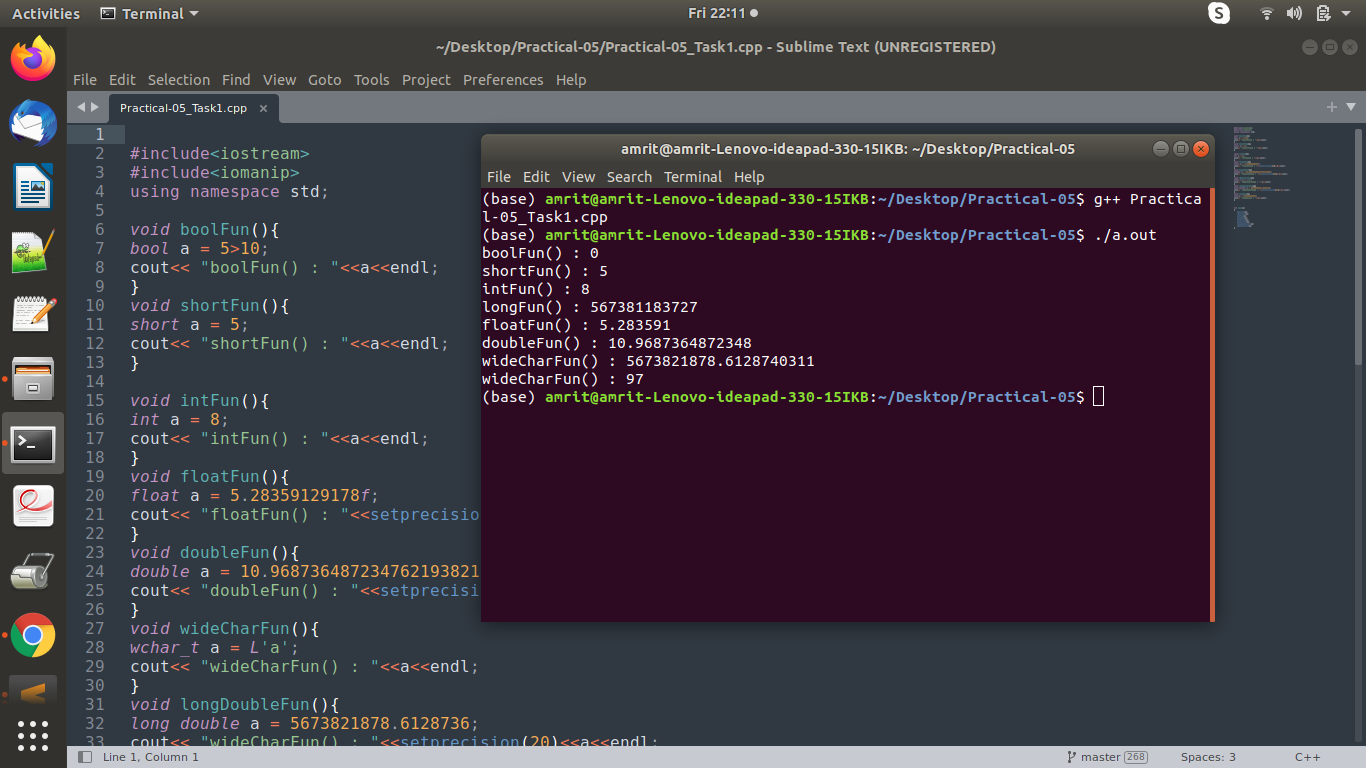 Activities Terminal Fri 22:11
~/Desktop/Practical-05/Practical-05_Task1.cpp - Sublime Text (UNREGISTERED)
File Edit Selection Find View Goto Tools Project Preferences Help
Practical-05_Task1.cpp ×
1
2 #include<iostream>
3 #include<iomanip>
4 using namespace std;
5
6 void boolFun(){
7 bool a = 5>10;
8 cout<< "boolFun() : "<<a<<endl;
9 }
10 void shortFun(){
11 short a = 5;
12 cout<< "shortFun() : "<<a<<endl;
13 }
14
15 void intFun(){
16 int a = 8;
17 cout<< "intFun() : "<<a<<endl;
18 }
19 void floatFun(){
20 float a = 5.28359129178f;
21 cout<< "floatFun() : "<<setprecisio
22 }
23 void doubleFun(){
24 double a = 10.968736487234762193821
25 cout<< "doubleFun() : "<<setprecisi
26 }
27 void wideCharFun(){
28 wchar_t a = L'a';
29 cout<< "wideCharFun() : "<<a<<endl;
30 }
31 void longDoubleFun(){
32 long double a = 5673821878.6128736;
33 cout<< "wideCharFun() : "<<setprecision(20)<<a<<endl;
amrit@amrit-Lenovo-ideapad-330-15IKB: ~/Desktop/Practical-05
File Edit View Search Terminal Help
(base) amrit@amrit-Lenovo-ideapad-330-15IKB:~/Desktop/Practical-05$ g++ Practica
l-05_Task1.cpp
(base) amrit@amrit-Lenovo-ideapad-330-15IKB:~/Desktop/Practical-05$ ./a.out
boolFun() : 0
shortFun() : 5
intFun() : 8
longFun() : 567381183727
floatFun() : 5.283591
doubleFun() : 10.9687364872348
wideCharFun() : 5673821878.6128740311
wideCharFun() : 97
(base) amrit@amrit-Lenovo-ideapad-330-15IKB:~/Desktop/Practical-05$
Line 1, Column 1 master 268 Spaces: 3 C++